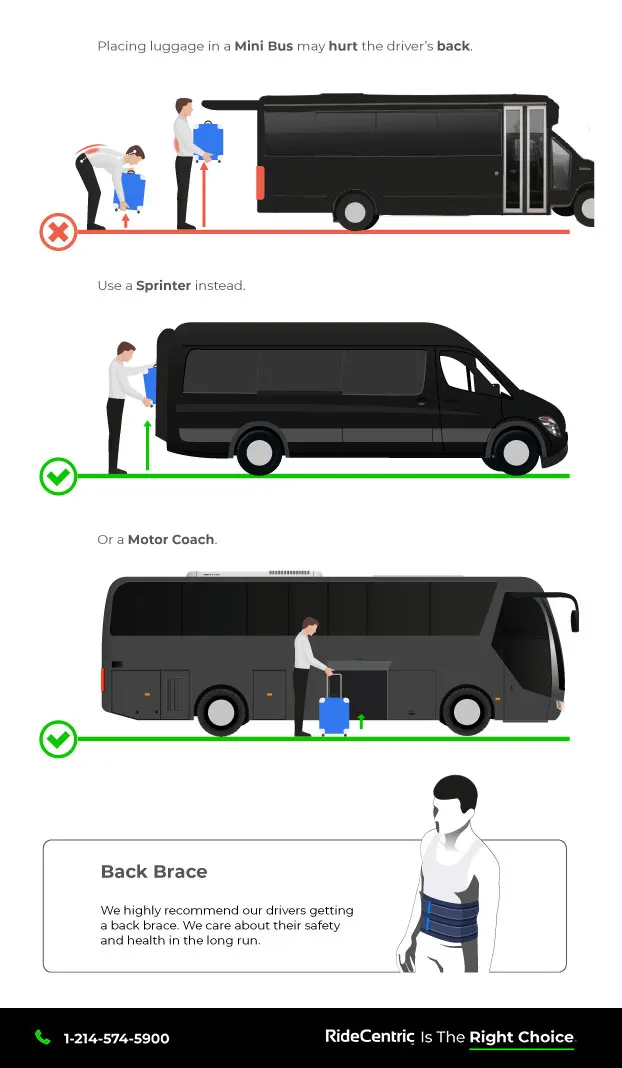 Placing luggage in a Mini Bus may hurt the driver's back.
Use a Sprinter instead.
Or a Motor Coach.
Back Brace
We highly recommend our drivers getting
a back brace. We care about their safety
and health in the long run.
1-214-574-5900
RideCentric Is The Right Choice.